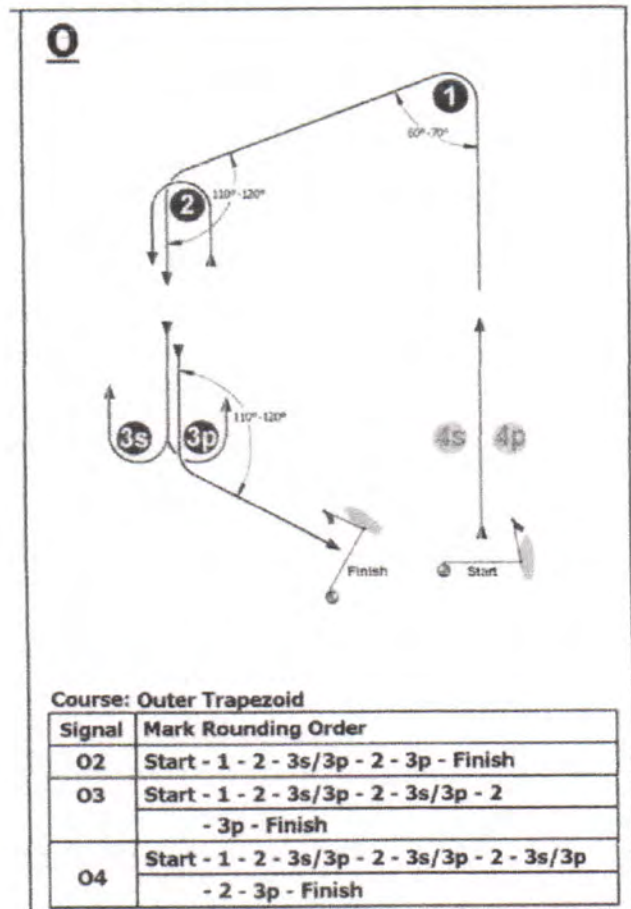 O
1
60°-70°
2
110°-120°
3s
3p
110°-120°
4s
4p
Finish
Start
Course: Outer Trapezoid
Signal Mark Rounding Order
O2 Start - 1 - 2 - 3s/3p - 2 - 3p - Finish
O3 Start - 1 - 2 - 3s/3p - 2 - 3s/3p - 2
- 3p - Finish
O4 Start - 1 - 2 - 3s/3p - 2 - 3s/3p - 2 - 3s/3p
- 2 - 3p - Finish